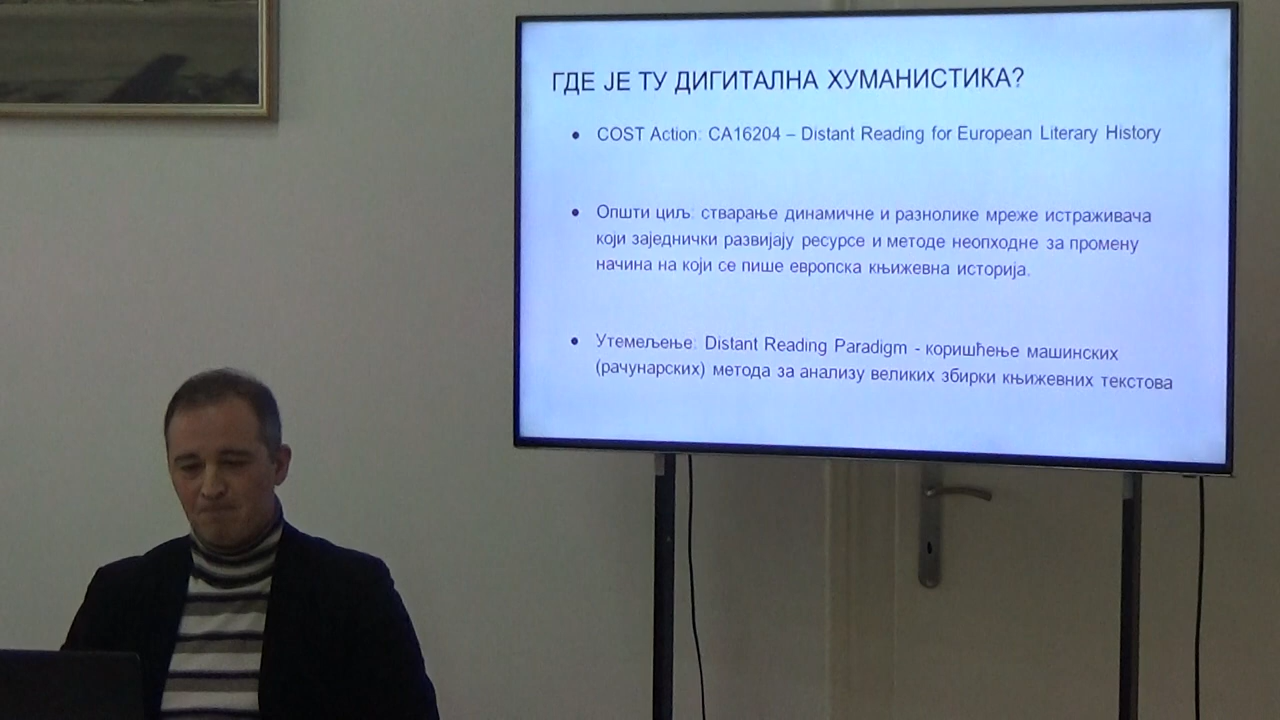 ГДЕ ЈЕ ТУ ДИГИТАЛНА ХУМАНИСТИКА?
COST Action: CA16204 – Distant Reading for European Literary History
Општи циљ: стварање динамичне и разнолике мреже истраживача
који заједнички развијају ресурсе и методе неопходне за промену
начина на који се пише европска књижевна историја.
Утемељење: Distant Reading Paradigm - коришћење машинских
(рачунарских) метода за анализу великих збирки књижевних текстова